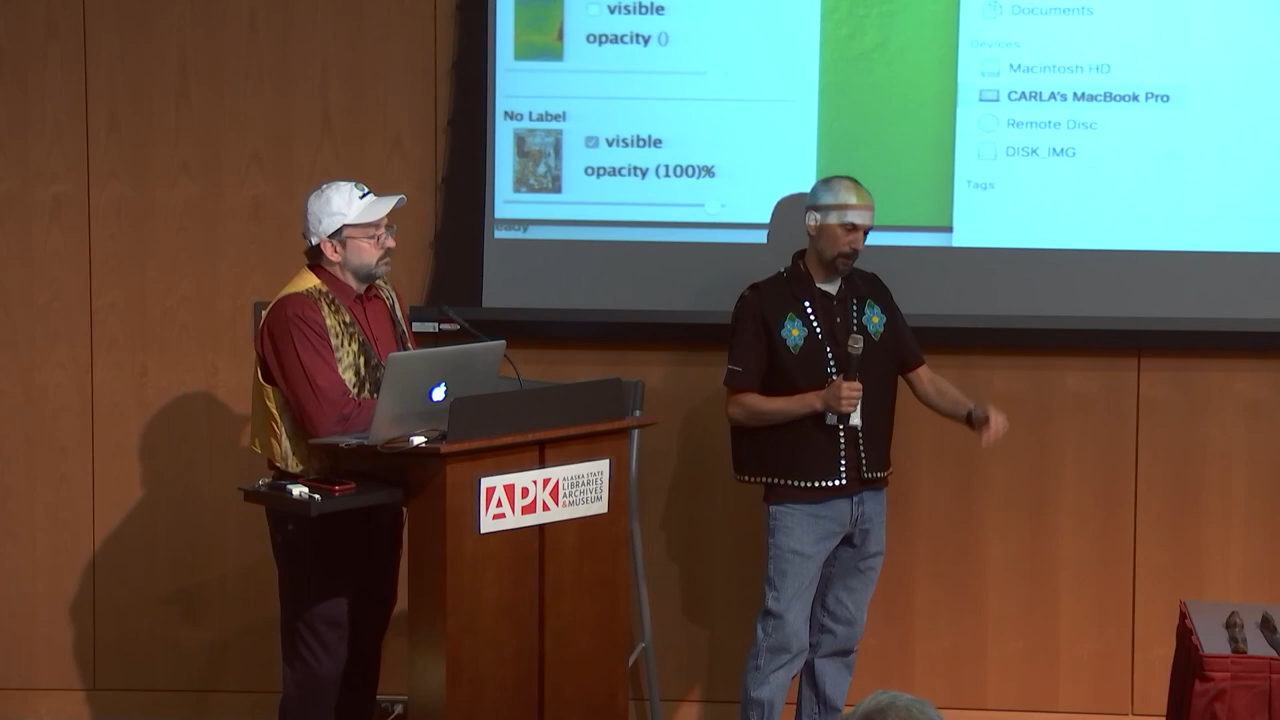 visible
opacity ()
No Label
visible
opacity (100)%
eady
Documents
Devices
Macintosh HD
CARLA's MacBook Pro
Remote Disc
DISK_IMG
Tags
APK
ALASKA STATE
LIBRARIES
ARCHIVES
& MUSEUM